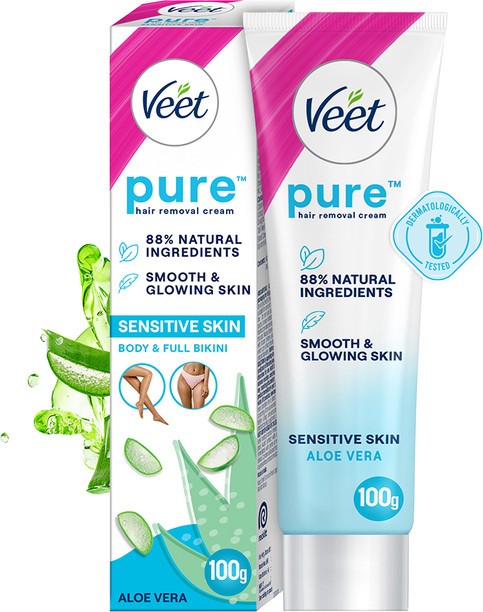 Veet
pure™
hair removal cream
88% NATURAL
INGREDIENTS
SMOOTH &
GLOWING SKIN
SENSITIVE SKIN
BODY & FULL BIKINI
100g
ALOE VERA
Veet
pure™
hair removal cream
DERMATOLOGICALLY
TESTED
88% NATURAL
INGREDIENTS
SMOOTH &
GLOWING SKIN
SENSITIVE SKIN
ALOE VERA
100g